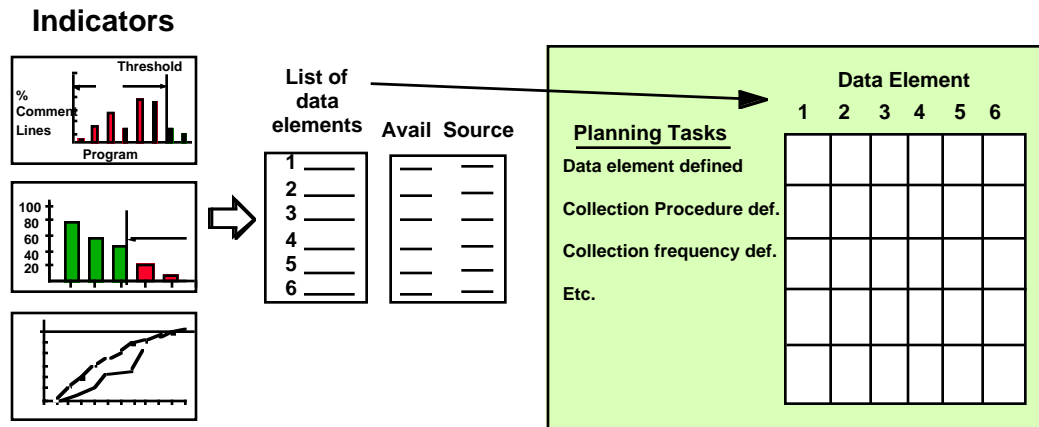 Indicators
Threshold
%
Comment
Lines
Program
100
80
60
40
20
List of
data
elements
Avail Source
1
2
3
4
5
6
Data Element
1 2 3 4 5 6
Planning Tasks
Data element defined
Collection Procedure def.
Collection frequency def.
Etc.